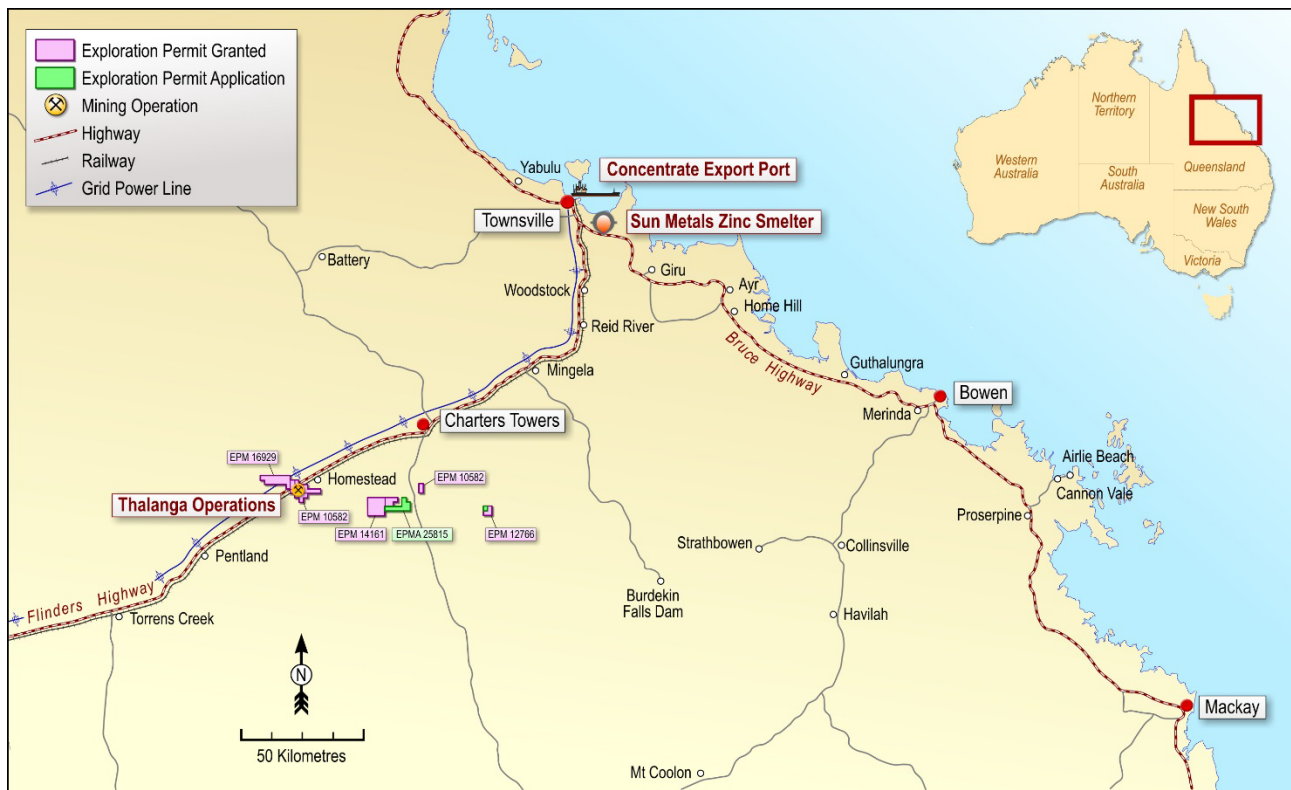 Exploration Permit Granted
Exploration Permit Application
Mining Operation
Highway
Railway
Grid Power Line
Northern
Territory
Western
Australia
South
Australia
Queensland
New South
Wales
Victoria
Yabulu
Concentrate Export Port
Townsville
Sun Metals Zinc Smelter
Battery
Giru
Woodstock
Ayr
Home Hill
Reid River
Bruce Highway
Mingela
Guthalungra
Bowen
Merinda
Charters Towers
EPM 16929
Homestead
EPM 10582
Airlie Beach
Cannon Vale
Thalanga Operations
EPM 10582
EPM 14161
EPMA 25815
EPM 12766
Proserpine
Strathbowen
Collinsville
Pentland
Burdekin
Falls Dam
Flinders Highway
Torrens Creek
Havilah
N
50 Kilometres
Mackay
Mt Coolon